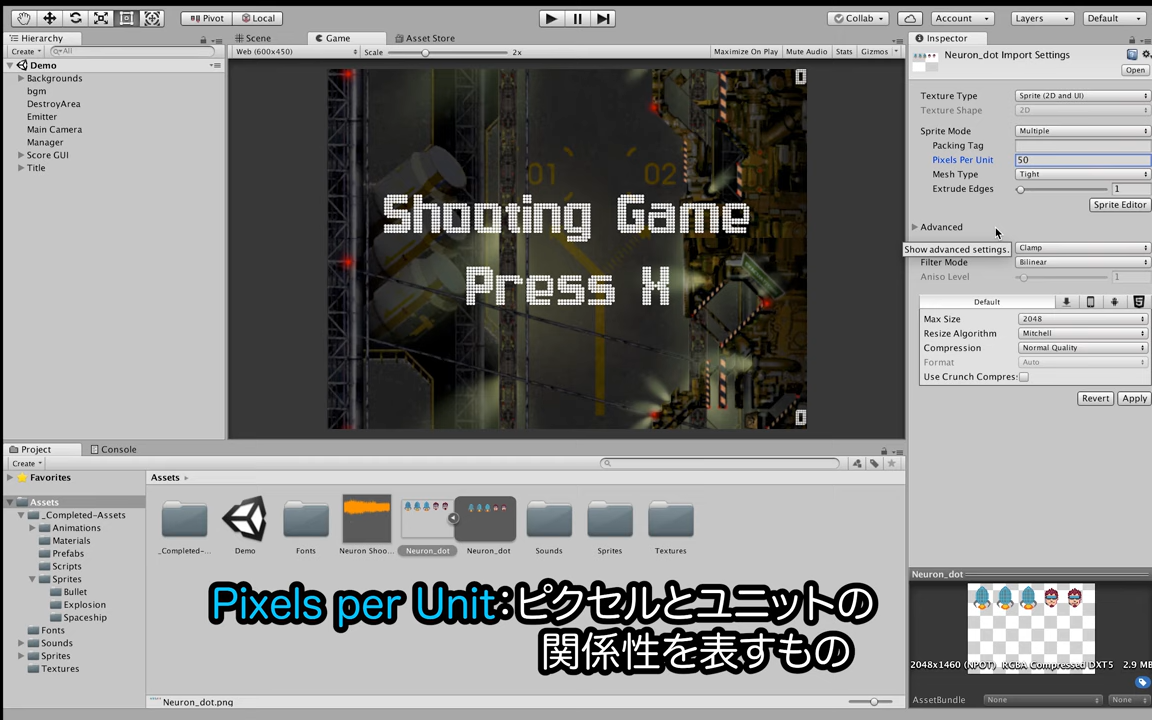 Pivot
Local
Collab
Account
Layers
Default
Hierarchy
Create
All
Demo
Backgrounds
bgm
DestroyArea
Emitter
Main Camera
Manager
Score GUI
Title
Scene
Game
Asset Store
Web (600x450)
Scale
2x
Maximize On Play
Mute Audio
Stats
Gizmos
0
01
02
Shooting Game
Press X
0
Inspector
Neuron_dot Import Settings
Open
Texture Type
Sprite (2D and UI)
Texture Shape
2D
Sprite Mode
Multiple
Packing Tag
Pixels Per Unit
50
Mesh Type
Tight
Extrude Edges
1
Sprite Editor
Advanced
Show advanced settings.
Clamp
Filter Mode
Bilinear
Aniso Level
1
Default
Max Size
2048
Resize Algorithm
Mitchell
Compression
Normal Quality
Format
Auto
Use Crunch Compres:
Revert
Apply
Project
Console
Create
Favorites
Assets
_Completed-Assets
Animations
Materials
Prefabs
Scripts
Sprites
Bullet
Explosion
Spaceship
Fonts
Sounds
Sprites
Textures
Assets
_Completed-...
Demo
Fonts
Neuron Shoo...
Neuron_dot
Neuron_dot
Sounds
Sprites
Textures
Pixels per Unit:ピクセルとユニットの
関係性を表すもの
Neuron_dot.png
Neuron_dot
2048x1460 (NPOT) RGBA Compressed DXT5 2.9 MB
AssetBundle
None
None